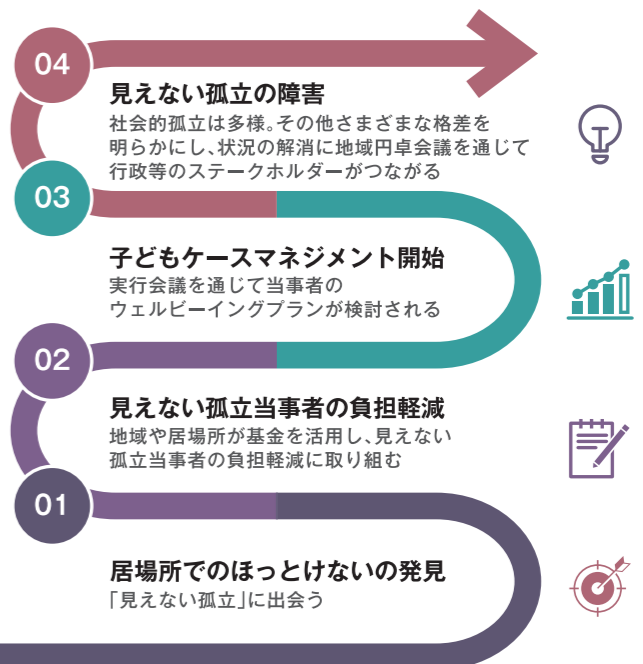 04
見えない孤立の障害
社会的孤立は多様。その他さまざまな格差を
明らかにし、状況の解消に地域円卓会議を通じて
行政等のステークホルダーがつながる
03
子どもケースマネジメント開始
実行会議を通じて当事者の
ウェルビーイングプランが検討される
02
見えない孤立当事者の負担軽減
地域や居場所が基金を活用し、見えない
孤立当事者の負担軽減に取り組む
01
居場所でのほっとけないの発見
「見えない孤立」に出会う